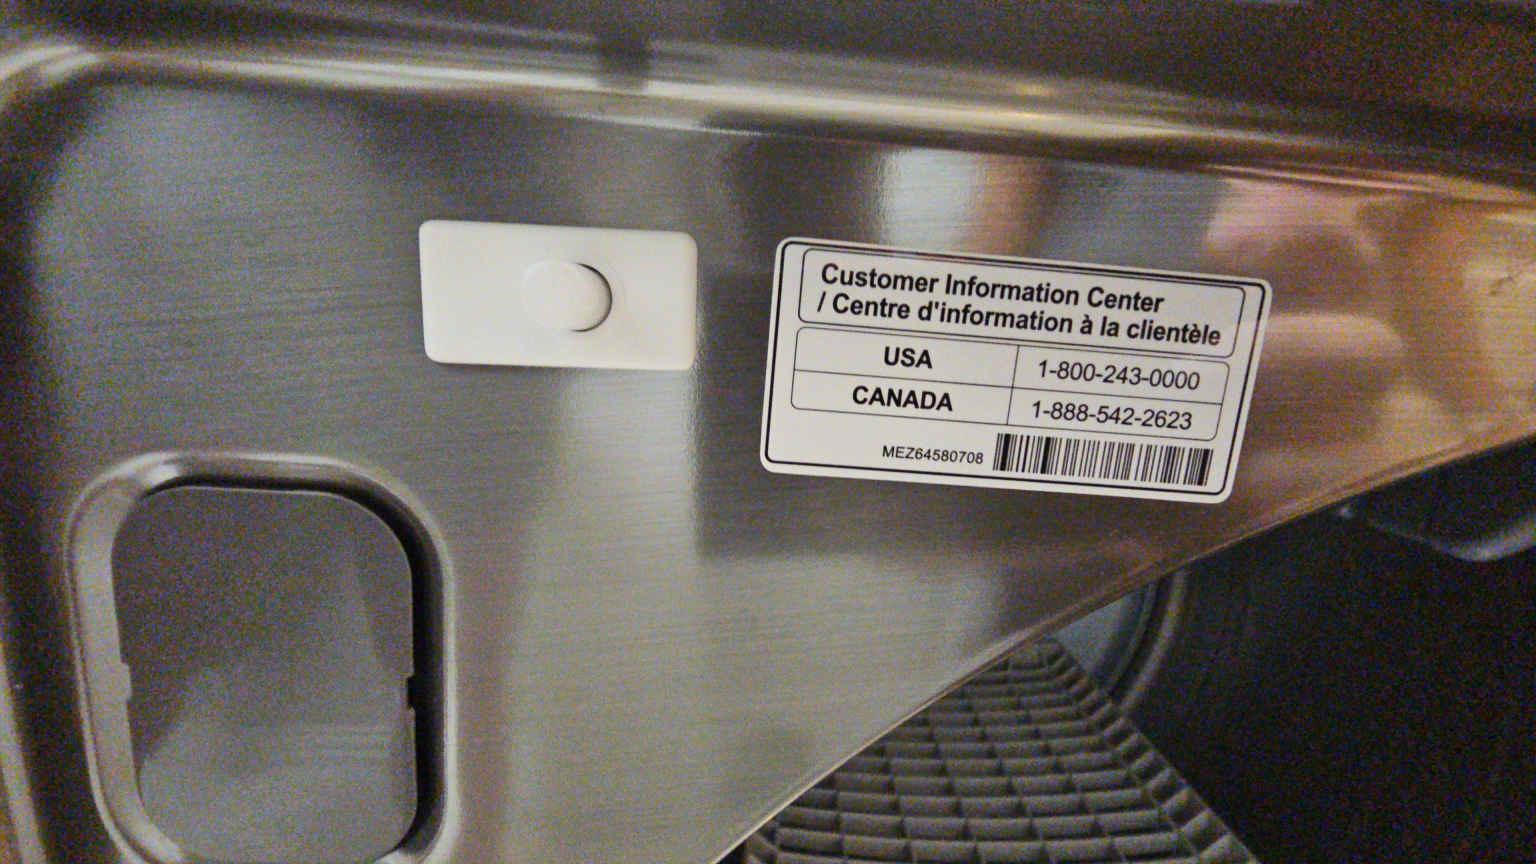 Customer Information Center
/ Centre d'information à la clientèle
USA 1-800-243-0000
CANADA 1-888-542-2623
MEZ64580708